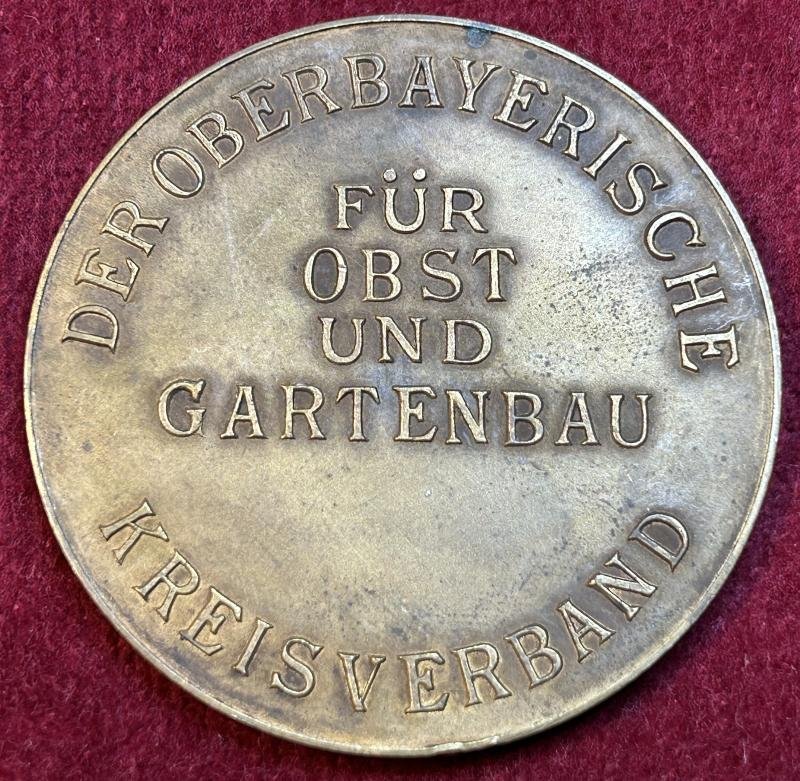 DER OBERBAYERISCHE
FÜR
OBST
UND
GARTENBAU
KREISVERBAND